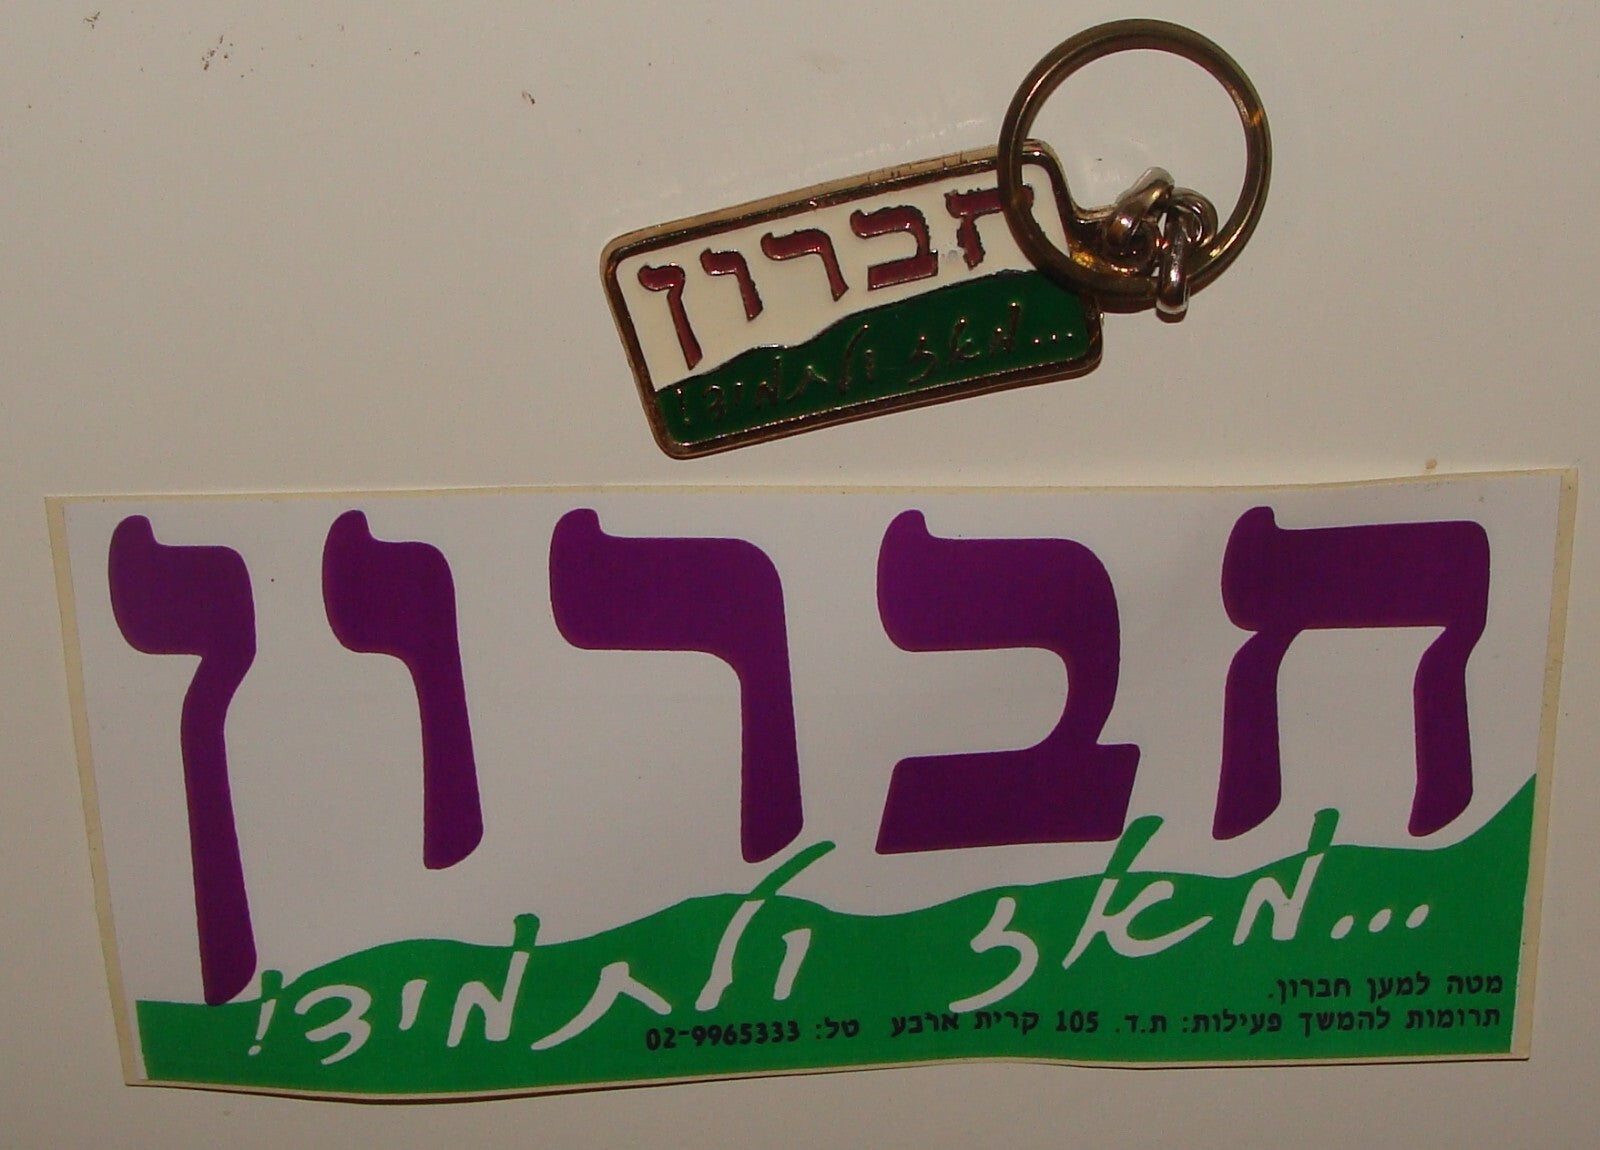 חברון
...מאז ולתמיד!
חברון
...מאז ולתמיד!
מטה למען חברון.
תרומות להמשך פעילות: ת.ד. 105 קרית ארבע טל: 02-9965333